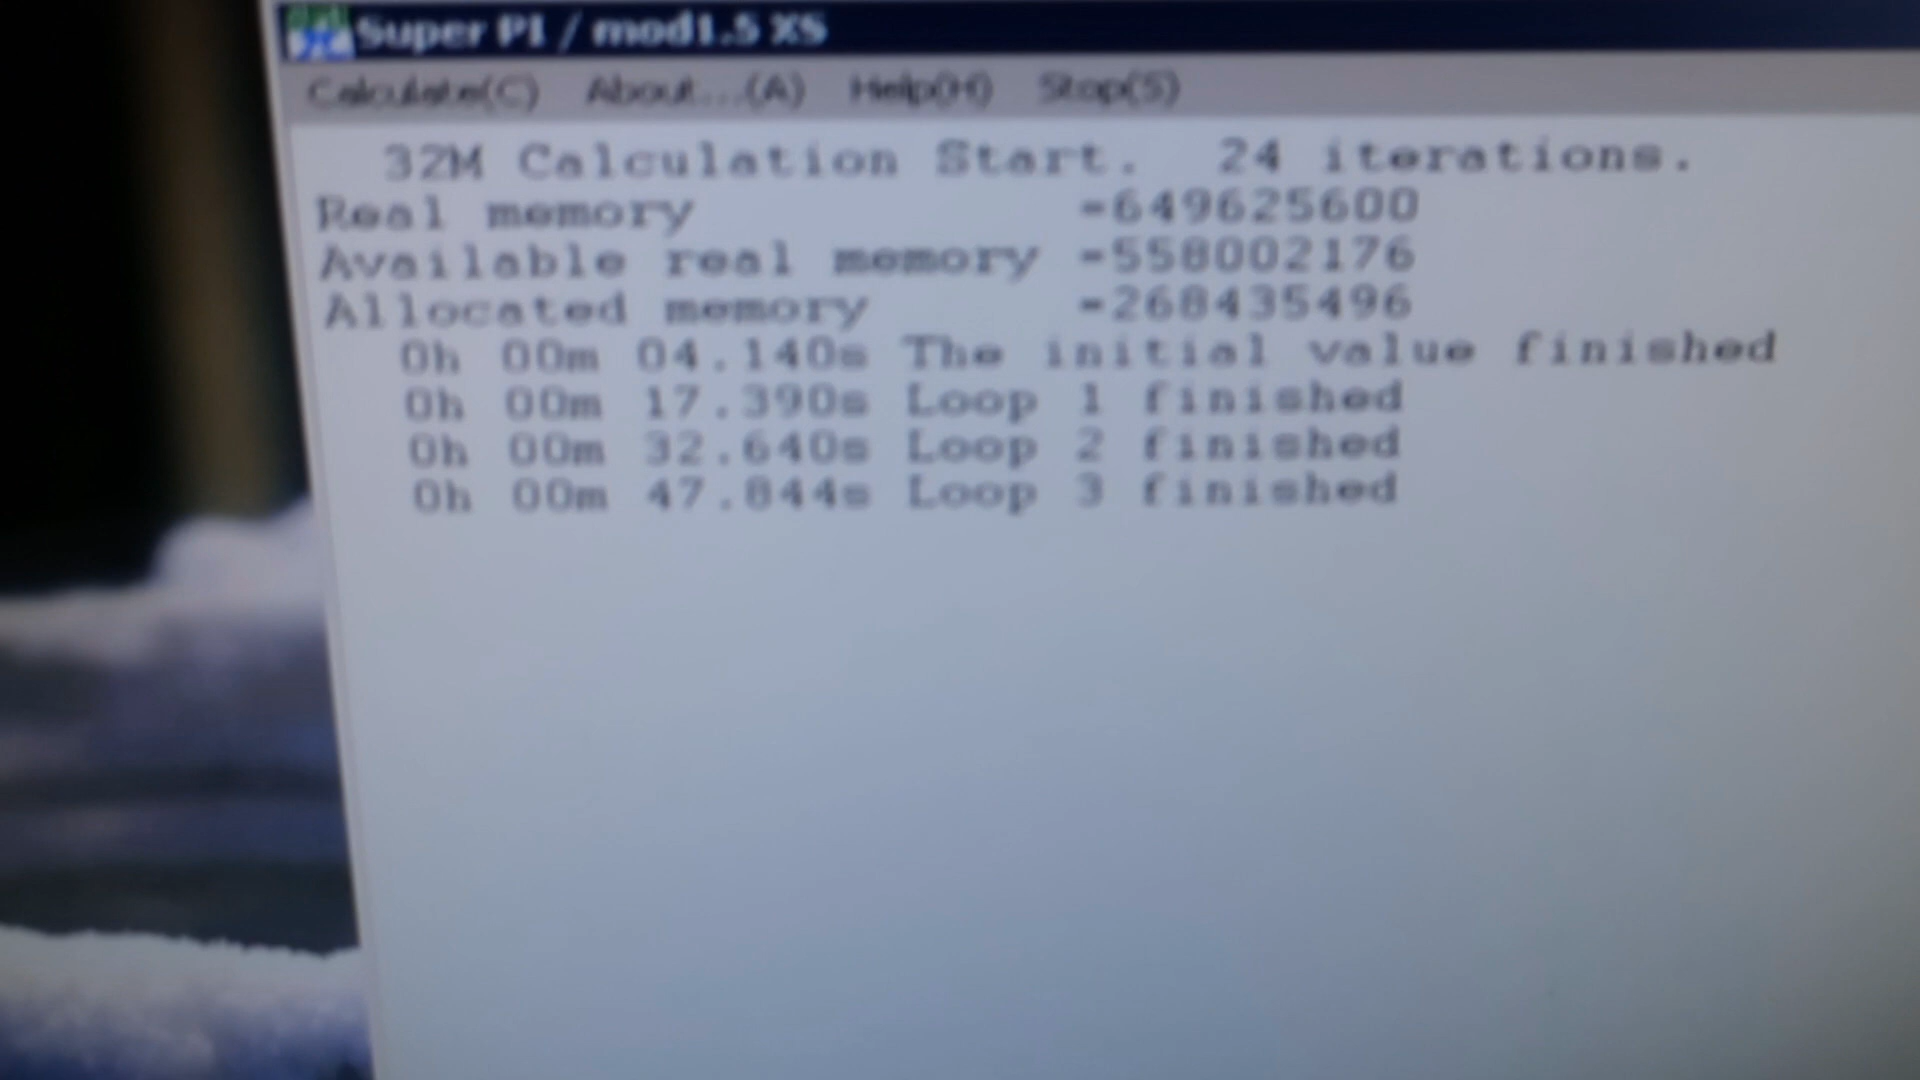 Super PI / mod1.5 XS
Calculate(C) About...(A) Help(H) Stop(S)
32M Calculation Start. 24 iterations.
Real memory =649625600
Available real memory =558002176
Allocated memory =268435496
0h 00m 04.140s The initial value finished
0h 00m 17.390s Loop 1 finished
0h 00m 32.640s Loop 2 finished
0h 00m 47.844s Loop 3 finished